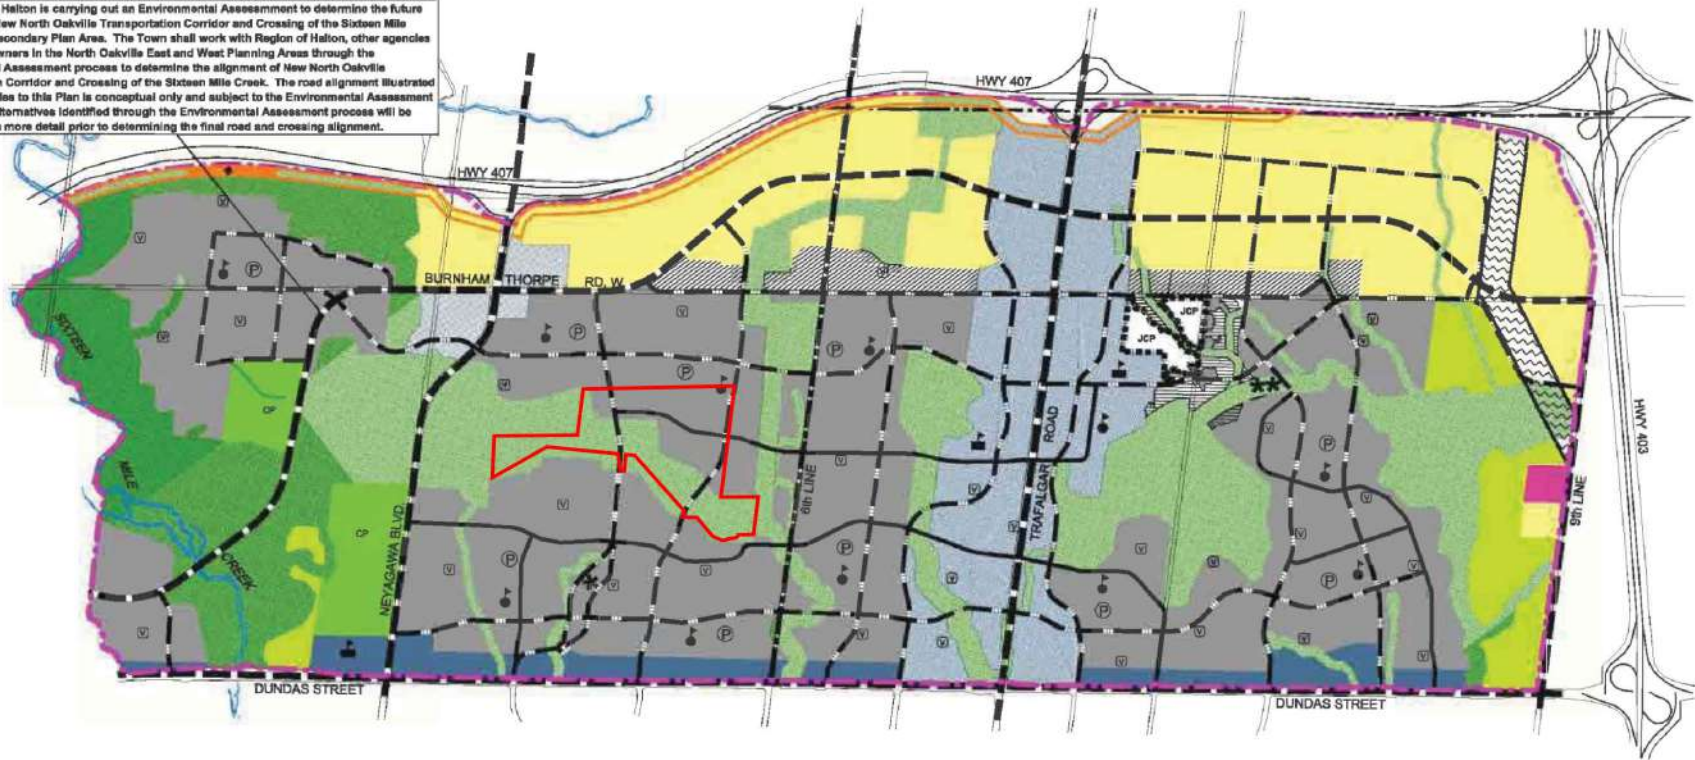 Halton is carrying out an Environmental Assessment to determine the future
New North Oakville Transportation Corridor and Crossing of the Sixteen Mile
Secondary Plan Area. The Town shall work with Region of Halton, other agencies
in the North Oakville East and West Planning Areas through the
Assessment process to determine the alignment of New North Oakville
Corridor and Crossing of the Sixteen Mile Creek. The road alignment illustrated
to this Plan is conceptual only and subject to the Environmental Assessment
identified through the Environmental Assessment process will be
more detail prior to determining the final road and crossing alignment.
HWY 407
HWY 407
BURNHAM THORPE RD. W.
JCP
JCP
P
P
P
P
P
P
P
P
P
SIXTEEN
MILE
CREEK
CP
CP
NEYAGAWA BLVD.
6th LINE
TRAFALGAR ROAD
9th LINE
HWY 403
DUNDAS STREET
DUNDAS STREET